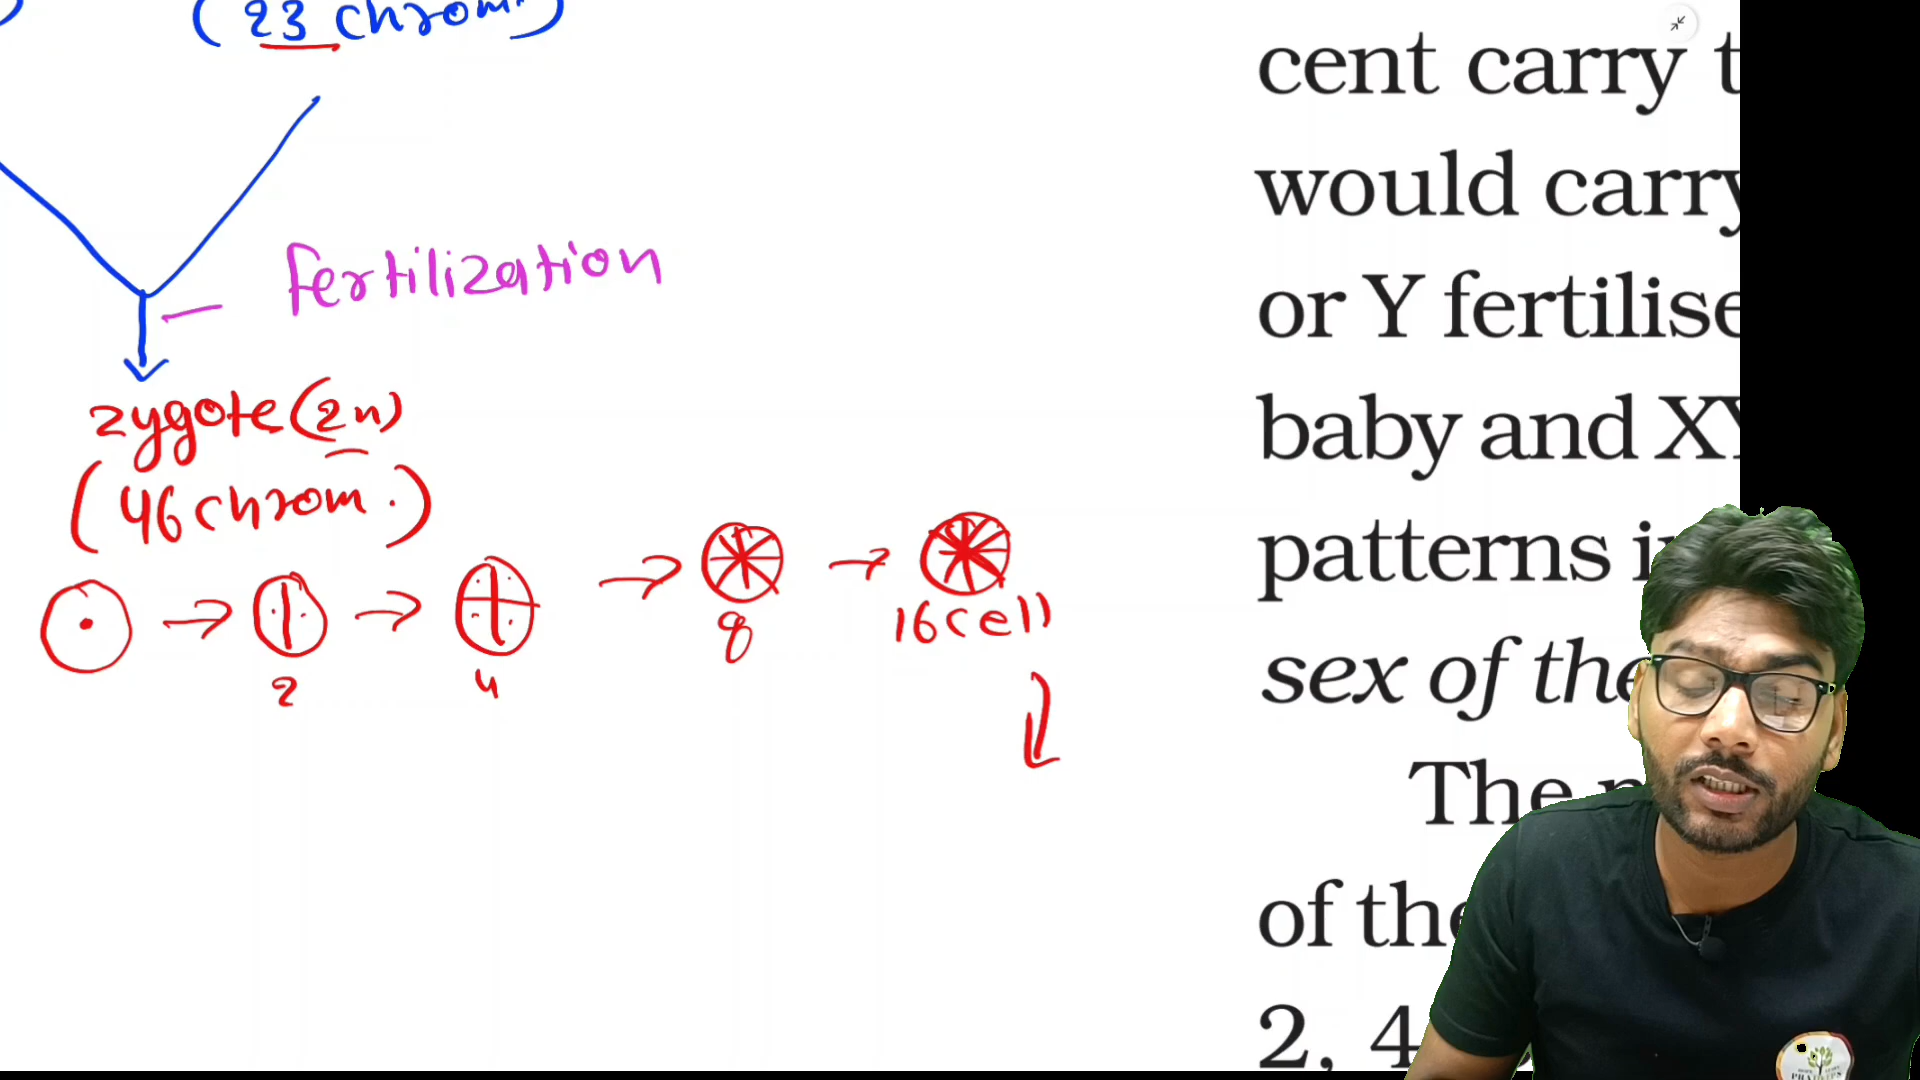 (23 chrom.)
fertilization
zygote (2n)
(46 chrom.)
2
4
8
16 cell
cent carry t
would carry
or Y fertilise
baby and XY
patterns i
sex of the
The
of the
2, 4